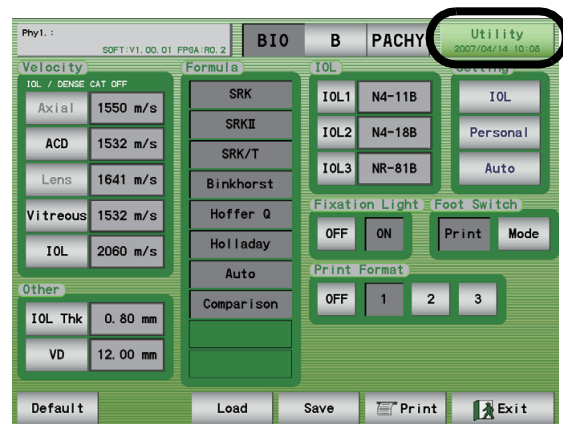 Phy1. :
SOFT:V1.00.01 FPGA:R0.2
BIO
B
PACHY
Utility
2007/04/14 10:08
Velocity
IOL / DENSE CAT OFF
Axial 1550 m/s
ACD 1532 m/s
Lens 1641 m/s
Vitreous 1532 m/s
IOL 2060 m/s
Other
IOL Thk 0.80 mm
VD 12.00 mm
Formula
SRK
SRKⅡ
SRK/T
Binkhorst
Hoffer Q
Holladay
Auto
Comparison
IOL
IOL1 N4-11B
IOL2 N4-18B
IOL3 NR-81B
Setting
IOL
Personal
Auto
Fixation Light
OFF ON
Foot Switch
Print Mode
Print Format
OFF 1 2 3
Default
Load
Save
Print
Exit